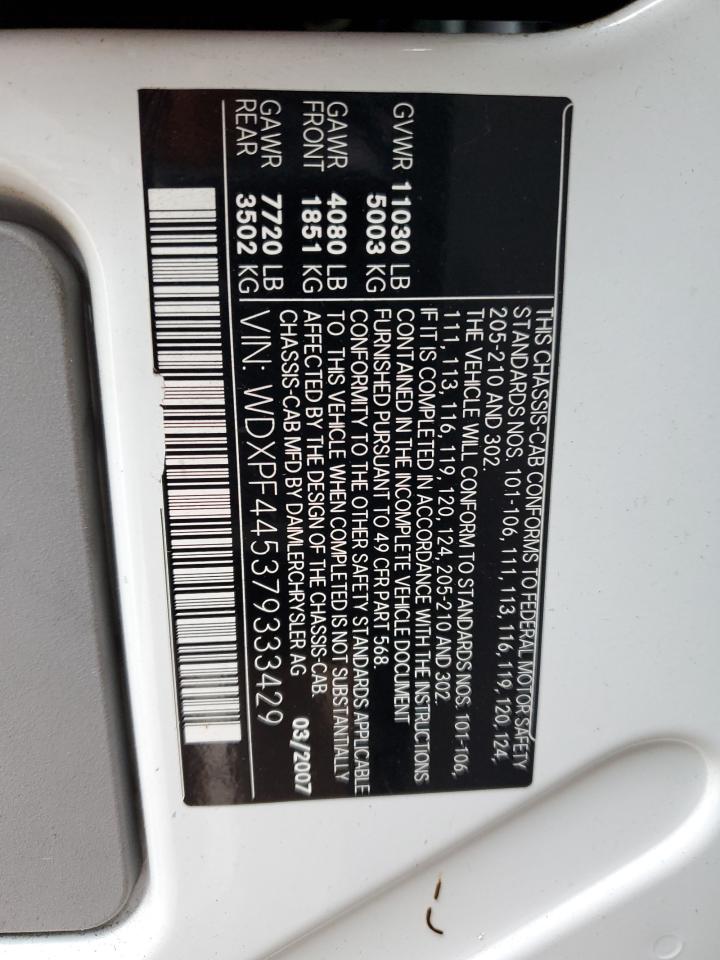 GVWR 11030 LB
5003 KG
GAWR 4080 LB
FRONT 1851 KG
GAWR 7720 LB
REAR 3502 KG
THIS CHASSIS-CAB CONFORMS TO FEDERAL MOTOR SAFETY
STANDARDS NOS. 101-106, 111, 113, 116, 119, 120, 124,
205-210 AND 302.
THE VEHICLE WILL CONFORM TO STANDARDS NOS. 101-106,
111, 113, 116, 119, 120, 124, 205-210 AND 302.
IF IT IS COMPLETED IN ACCORDANCE WITH THE INSTRUCTIONS
CONTAINED IN THE INCOMPLETE VEHICLE DOCUMENT
FURNISHED PURSUANT TO 49 CFR PART 568.
CONFORMITY TO THE OTHER SAFETY STANDARDS APPLICABLE
TO THIS VEHICLE WHEN COMPLETED IS NOT SUBSTANTIALLY
AFFECTED BY THE DESIGN OF THE CHASSIS-CAB.
CHASSIS-CAB MFD BY DAIMLERCHRYSLER AG 03/2007
VIN: WDXPF445379333429